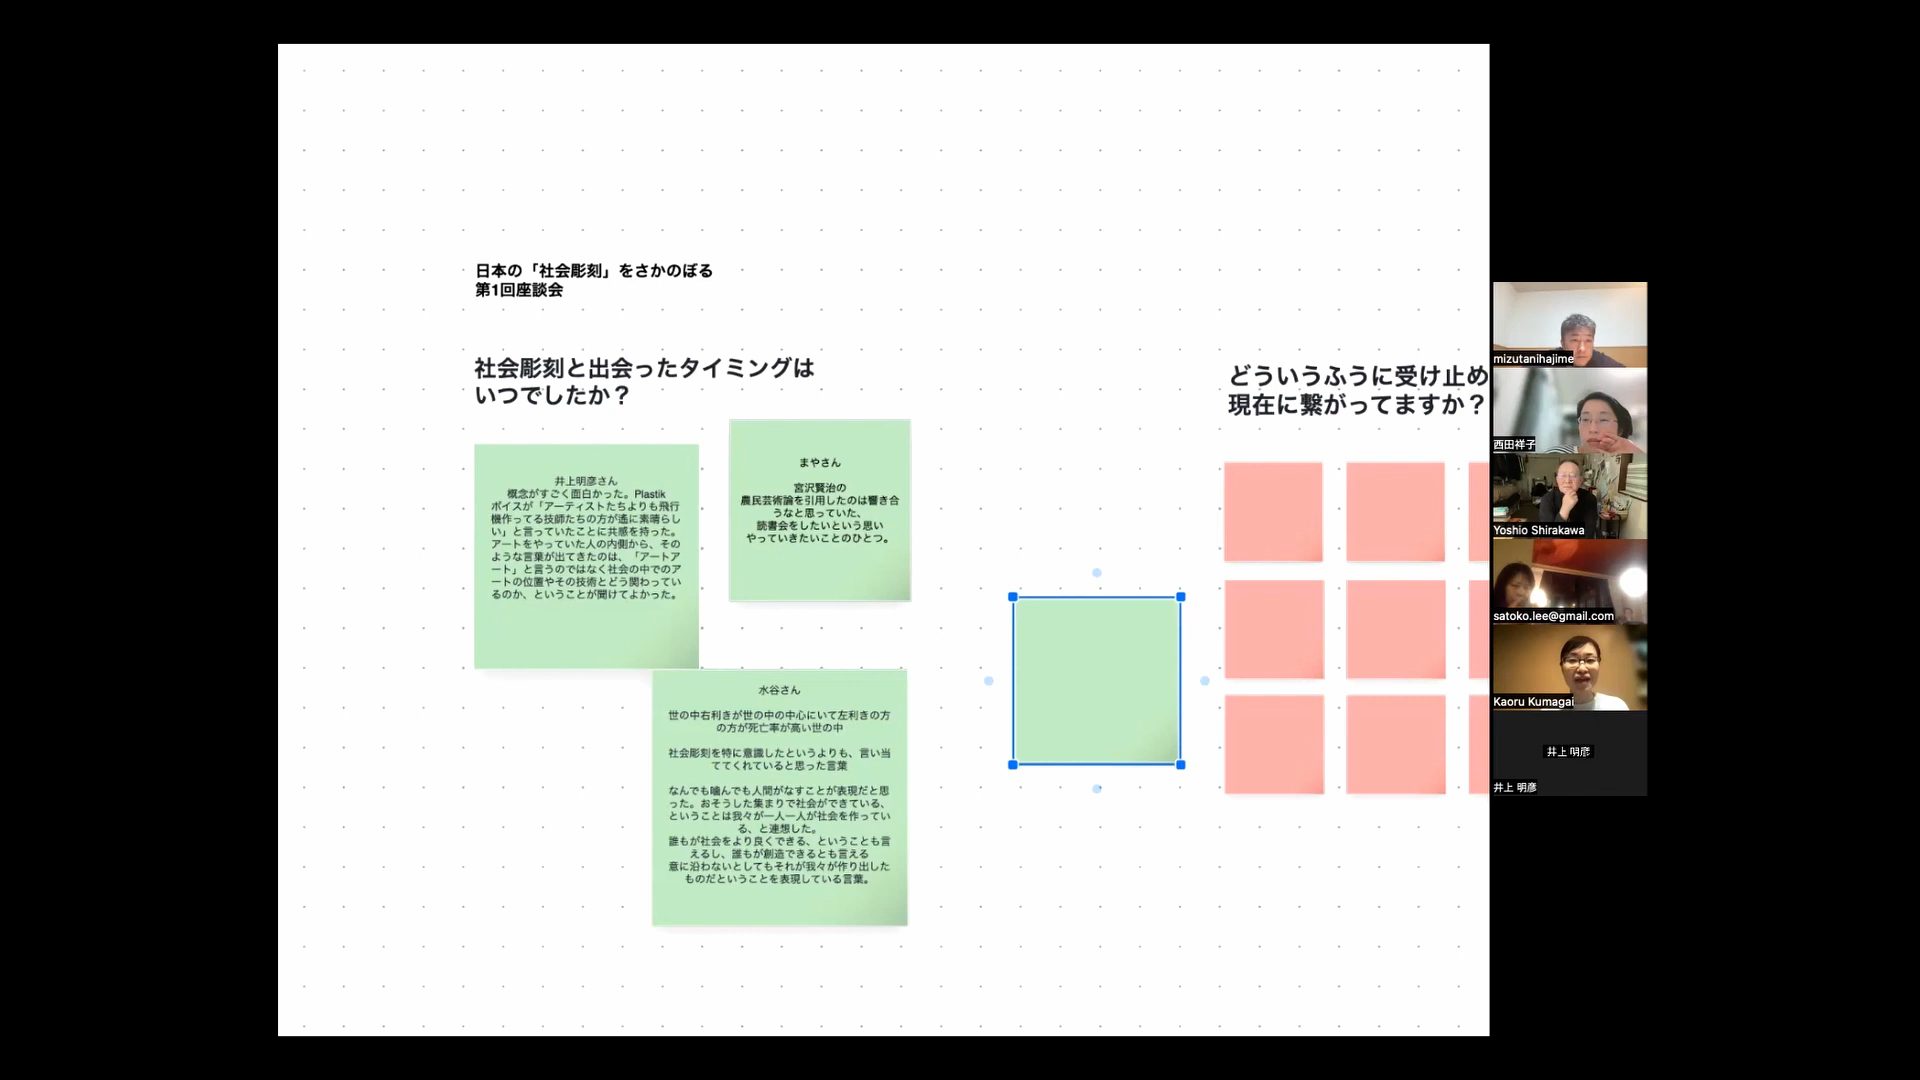 日本の「社会彫刻」をさかのぼる
第1回座談会
社会彫刻と出会ったタイミングは
いつでしたか？
井上明彦さん
概念がすごく面白かった。Plastik
ボイスが「アーティストたちよりも飛行
機作ってる技師たちの方が遙に素晴らし
い」と言っていたことに共感を持った。
アートをやっていた人の内側から、その
ような言葉が出てきたのは、「アートア
ート」と言うのではなく社会の中でのア
ートの位置やその技術とどう関わってい
るのか、ということが聞けてよかった。
まやさん
宮沢賢治の
農民芸術論を引用したのは響き合
うなと思っていた、
読書会をしたいという思い
やっていきたいことのひとつ。
水谷さん
世の中右利きが世の中の中心にいて左利きの方
の方が死亡率が高い世の中
社会彫刻を特に意識したというよりも、言い当
ててくれていると思った言葉
なんでも噛んでも人間がなすことが表現だと思
った。おそうした集まりで社会ができている、
ということは我々が一人一人が社会を作ってい
る、と連想した。
誰もが社会をより良くできる、ということも言
えるし、誰もが創造できるとも言える
意に沿わないとしてもそれが我々が作り出した
ものだということを表現している言葉。
どういうふうに受け止め
現在に繋がってますか？
mizutanihajime
西田祥子
Yoshio Shirakawa
satoko.lee@gmail.com
Kaoru Kumagai
井上 明彦
井上 明彦